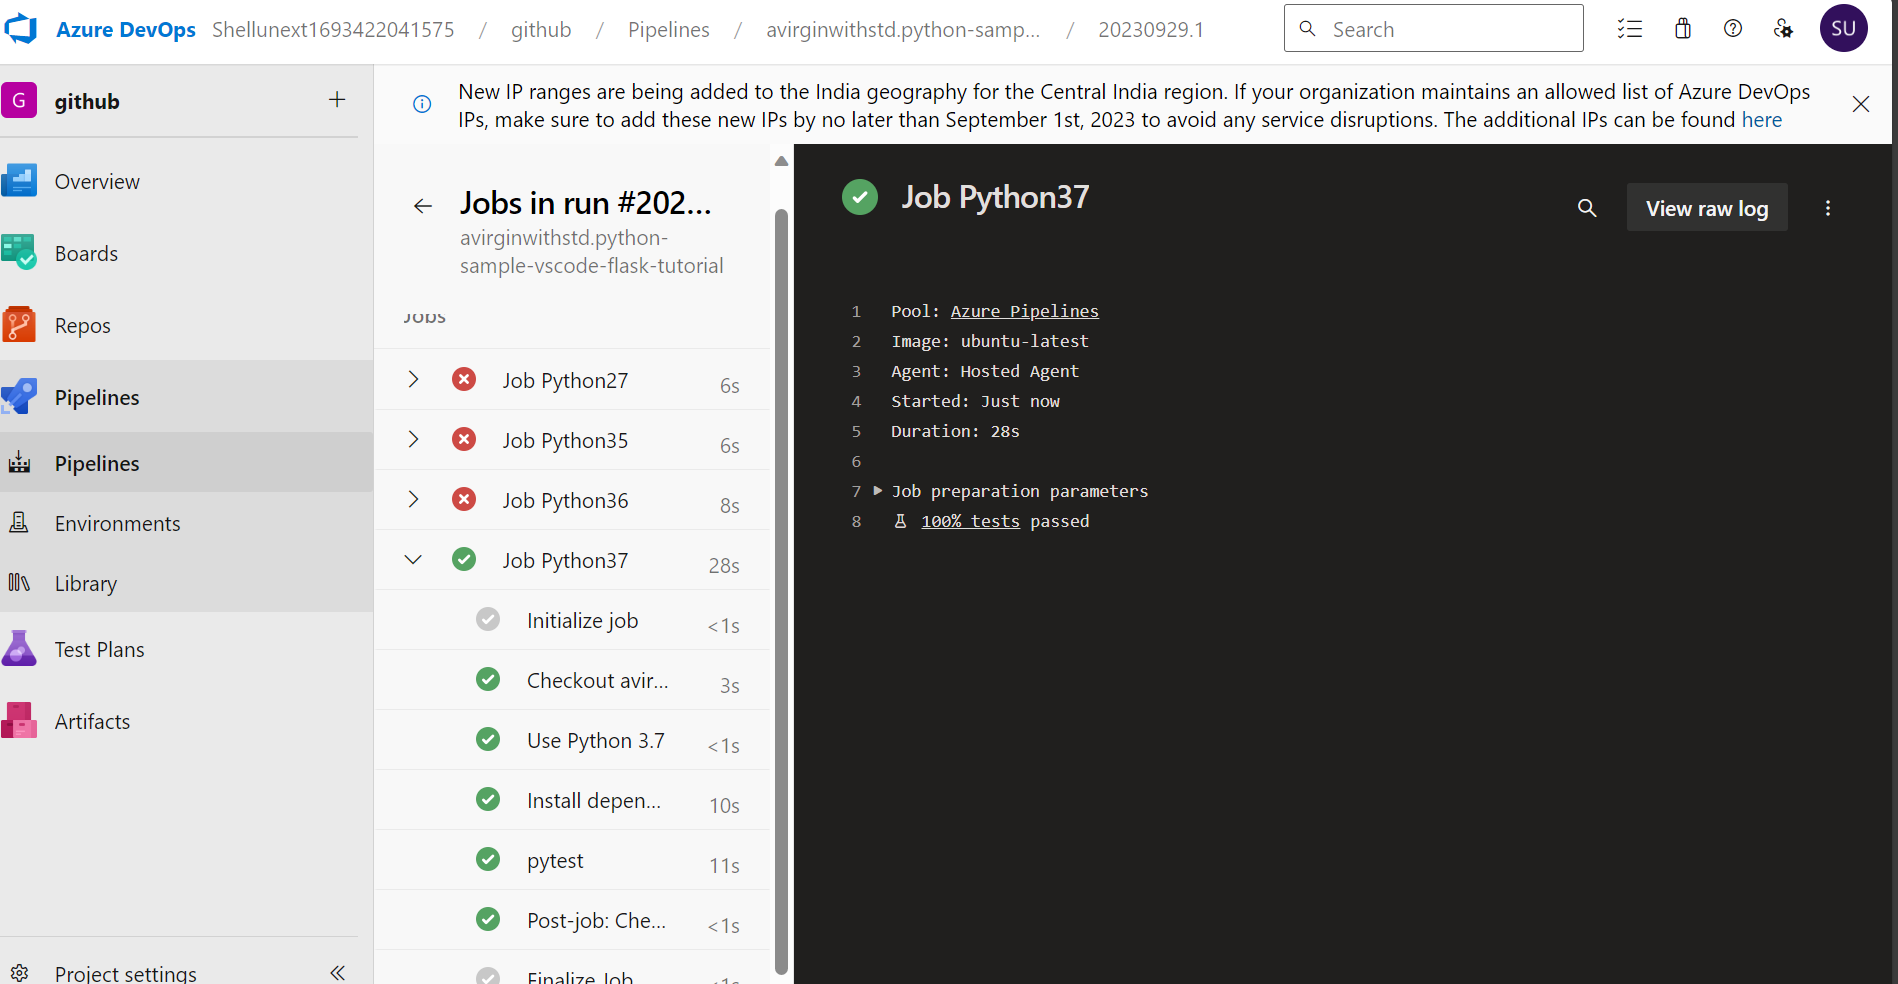 Azure DevOps Shellunext1693422041575 / github / Pipelines / avirginwithstd.python-samp... / 20230929.1 Search SU
G github +
New IP ranges are being added to the India geography for the Central India region. If your organization maintains an allowed list of Azure DevOps
IPs, make sure to add these new IPs by no later than September 1st, 2023 to avoid any service disruptions. The additional IPs can be found here
Overview
Boards
Repos
Pipelines
Pipelines
Environments
Library
Test Plans
Artifacts
Project settings
Jobs in run #202...
avirginwithstd.python-
sample-vscode-flask-tutorial
Jobs
Job Python27 6s
Job Python35 6s
Job Python36 8s
Job Python37 28s
Initialize job <1s
Checkout avir... 3s
Use Python 3.7 <1s
Install depen... 10s
pytest 11s
Post-job: Che... <1s
Finalize Job <1s
Job Python37
View raw log
1 Pool: Azure Pipelines
2 Image: ubuntu-latest
3 Agent: Hosted Agent
4 Started: Just now
5 Duration: 28s
6
7 Job preparation parameters
8 100% tests passed